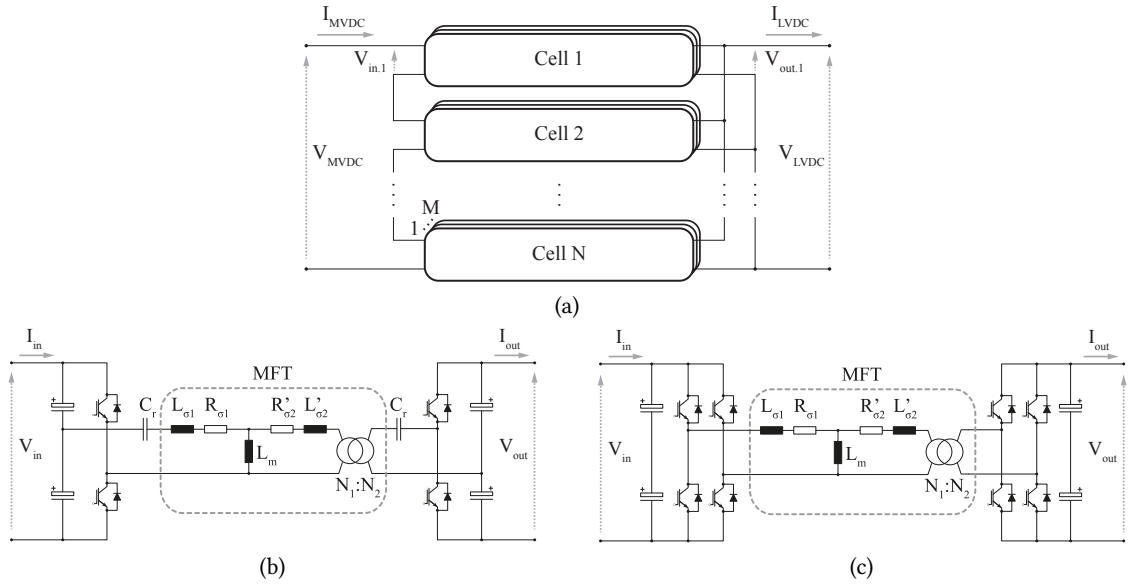 I_MVDC
I_LVDC
V_in.1
Cell 1
V_out.1
Cell 2
V_MVDC
V_LVDC
M
1
Cell N
(a)
I_in
I_out
MFT
C_r
L_σ1
R_σ1
R'_σ2
L'_σ2
C_r
V_in
L_m
V_out
N_1:N_2
(b)
I_in
I_out
MFT
L_σ1
R_σ1
R'_σ2
L'_σ2
V_in
L_m
V_out
N_1:N_2
(c)